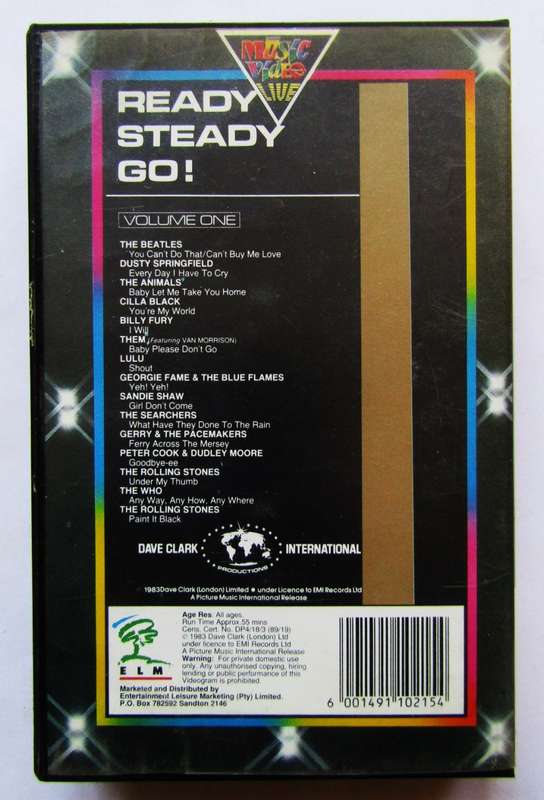 MUSIC
VIDEO
LIVE
READY
STEADY
GO!
VOLUME ONE
THE BEATLES
You Can't Do That/Can't Buy Me Love
DUSTY SPRINGFIELD
Every Day I Have To Cry
THE ANIMALS
Baby Let Me Take You Home
CILLA BLACK
You're My World
BILLY FURY
I Will
THEM (Featuring VAN MORRISON)
Baby Please Don't Go
LULU
Shout
GEORGIE FAME & THE BLUE FLAMES
Yeh! Yeh!
SANDIE SHAW
Girl Don't Come
THE SEARCHERS
What Have They Done To The Rain
GERRY & THE PACEMAKERS
Ferry Across The Mersey
PETER COOK & DUDLEY MOORE
Goodbye-ee
THE ROLLING STONES
Under My Thumb
THE WHO
Any Way, Any How, Any Where
THE ROLLING STONES
Paint It Black
DAVE CLARK INTERNATIONAL
PRODUCTIONS
1983Dave Clark (London) Limited ● under Licence to EMI Records Ltd
A Picture Music International Release
Age Res. All ages.
Run Time Approx.55 mins
Cens. Cert. No. DP4/18/3 (89/19)
© 1983 Dave Clark (London) Ltd
under licence to EMI Records Ltd
A Picture Music International Release
Warning: For private domestic use
only. Any unauthorised copying, hiring
lending or public performance of this
Videogram is prohibited.
ELM
Marketed and Distributed by
Entertainment Leisure Marketing (Pty) Limited.
P.O. Box 782592 Sandton 2146
6 001491 102154